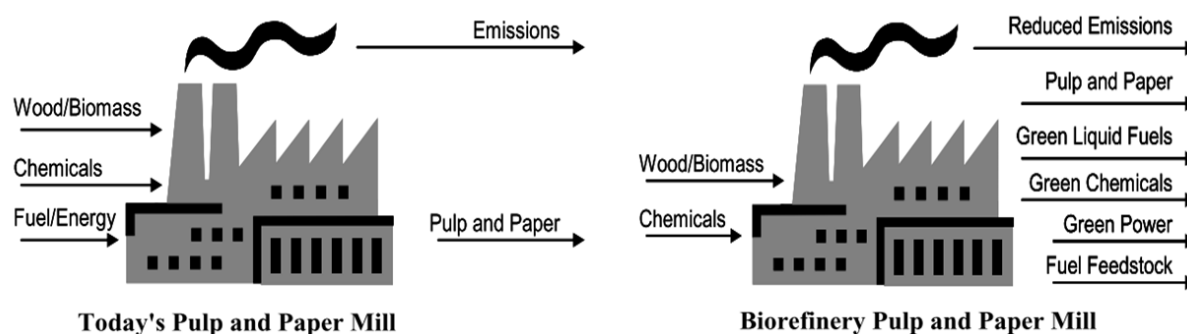 Emissions
Wood/Biomass
Chemicals
Fuel/Energy
Pulp and Paper
Today's Pulp and Paper Mill
Reduced Emissions
Pulp and Paper
Green Liquid Fuels
Wood/Biomass
Green Chemicals
Chemicals
Green Power
Fuel Feedstock
Biorefinery Pulp and Paper Mill